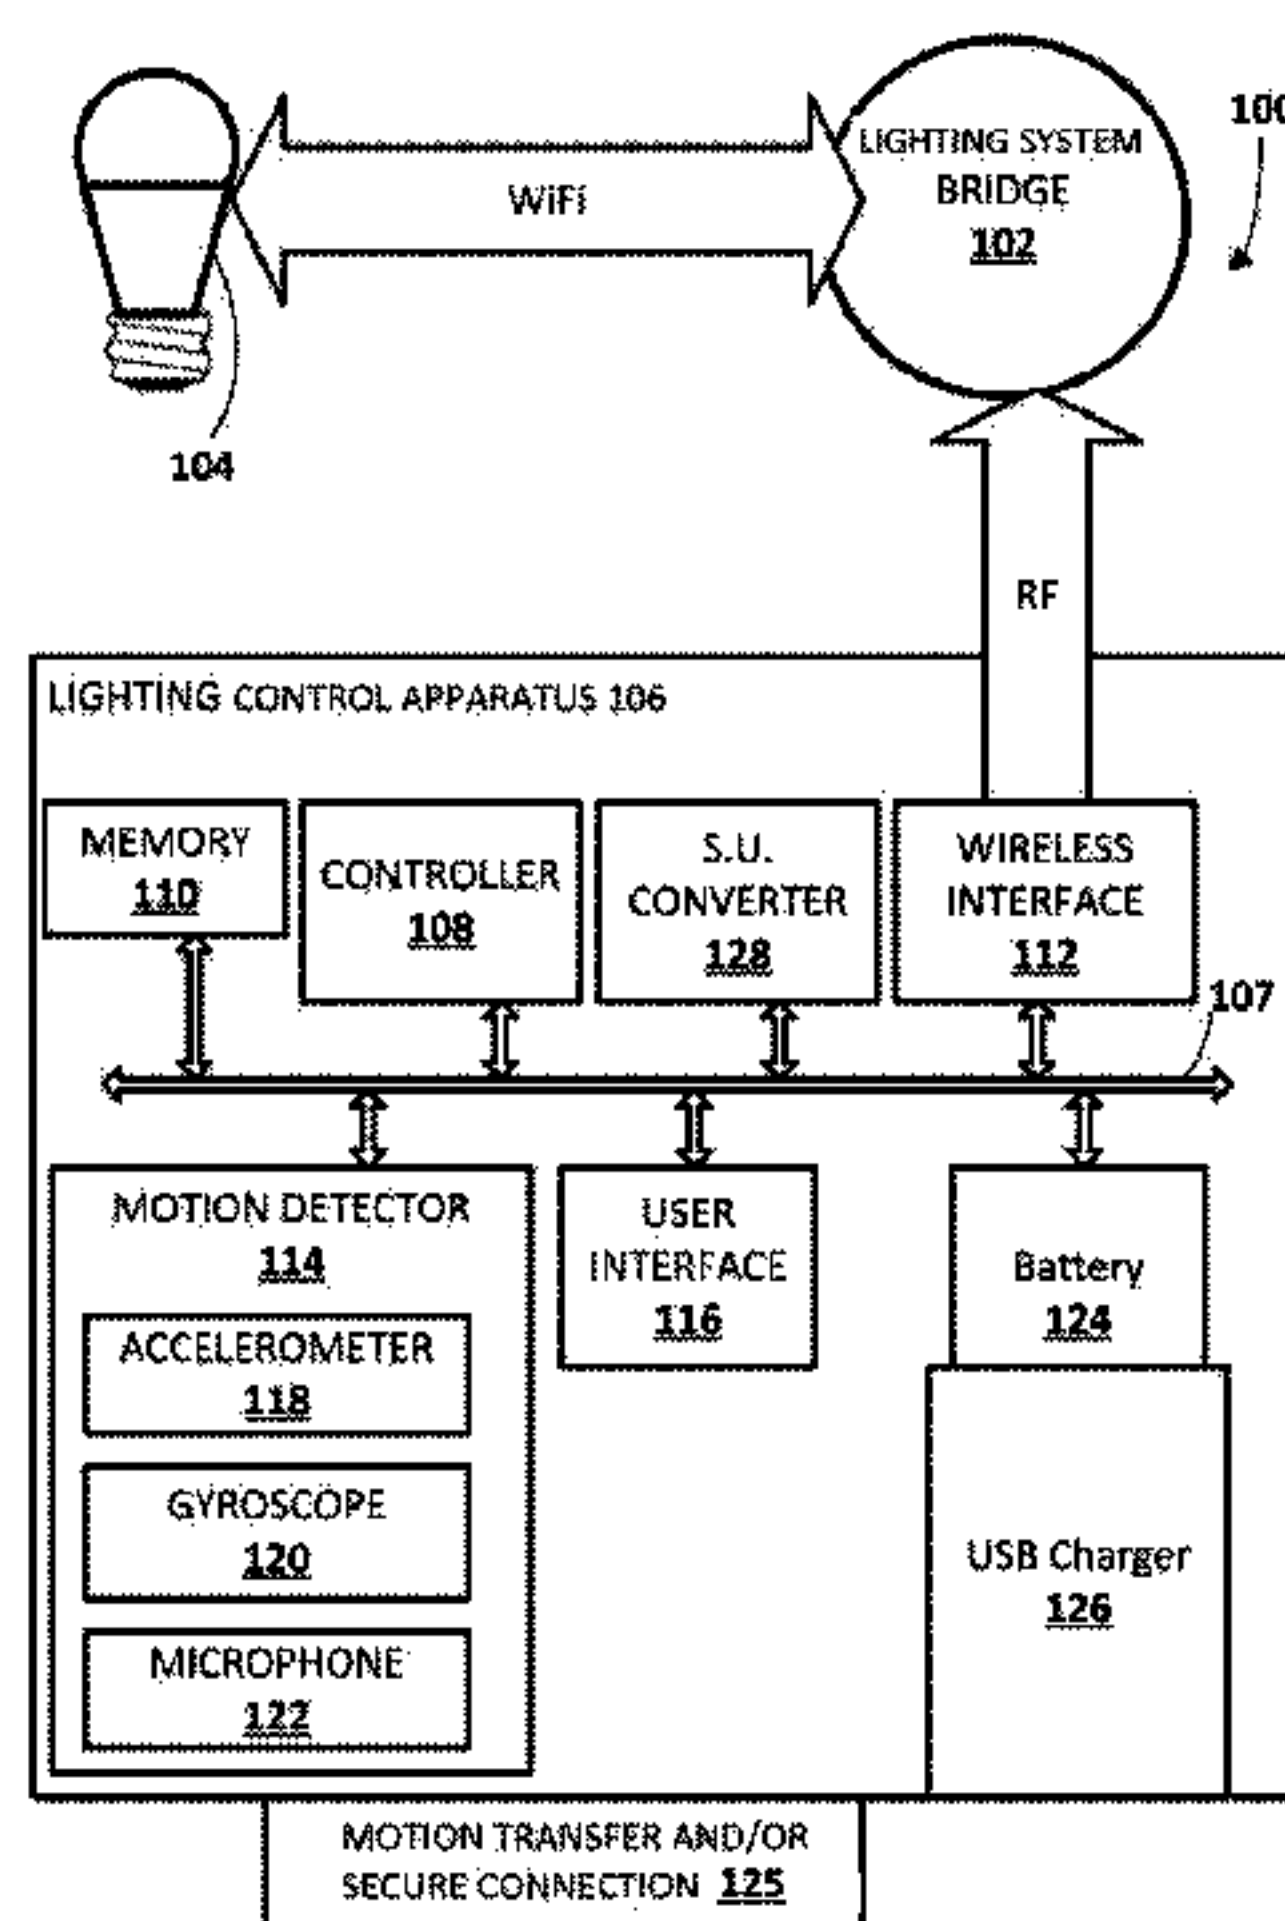 100
LIGHTING SYSTEM
BRIDGE
102
WiFi
104
RF
LIGHTING CONTROL APPARATUS 106
MEMORY
110
CONTROLLER
108
S.U.
CONVERTER
128
WIRELESS
INTERFACE
112
107
MOTION DETECTOR
114
ACCELEROMETER
118
GYROSCOPE
120
MICROPHONE
122
USER
INTERFACE
116
Battery
124
USB Charger
126
MOTION TRANSFER AND/OR
SECURE CONNECTION 125